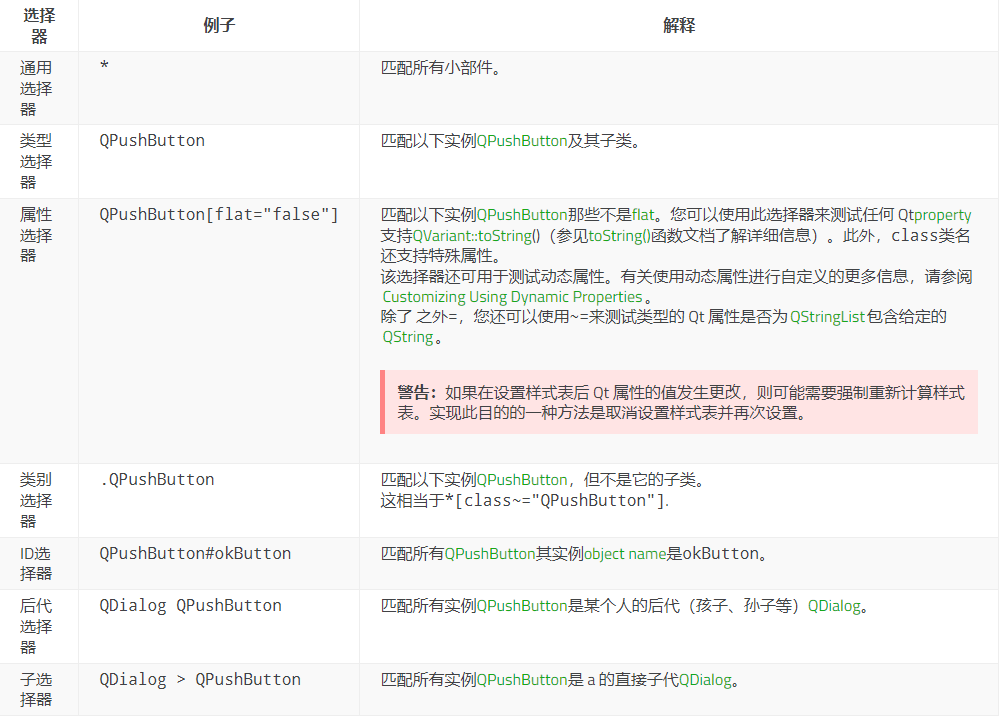 选择
器
例子
解释
通用
选择
器
*
匹配所有小部件。
类型
选择
器
QPushButton
匹配以下实例QPushButton及其子类。
属性
选择
器
QPushButton[flat="false"]
匹配以下实例QPushButton那些不是flat。您可以使用此选择器来测试任何 Qtproperty
支持QVariant::toString()（参见toString()函数文档了解详细信息）。此外，class类名
还支持特殊属性。
该选择器还可用于测试动态属性。有关使用动态属性进行自定义的更多信息，请参阅
Customizing Using Dynamic Properties。
除了 之外=，您还可以使用~=来测试类型的 Qt 属性是否为QStringList包含给定的
QString。
警告：如果在设置样式表后 Qt 属性的值发生更改，则可能需要强制重新计算样式
表。实现此目的的一种方法是取消设置样式表并再次设置。
类别
选择
器
.QPushButton
匹配以下实例QPushButton，但不是它的子类。
这相当于*[class~="QPushButton"].
ID选
择器
QPushButton#okButton
匹配所有QPushButton其实例object name是okButton。
后代
选择
器
QDialog QPushButton
匹配所有实例QPushButton是某个人的后代（孩子、孙子等）QDialog。
子选
择器
QDialog > QPushButton
匹配所有实例QPushButton是 a 的直接子代QDialog。